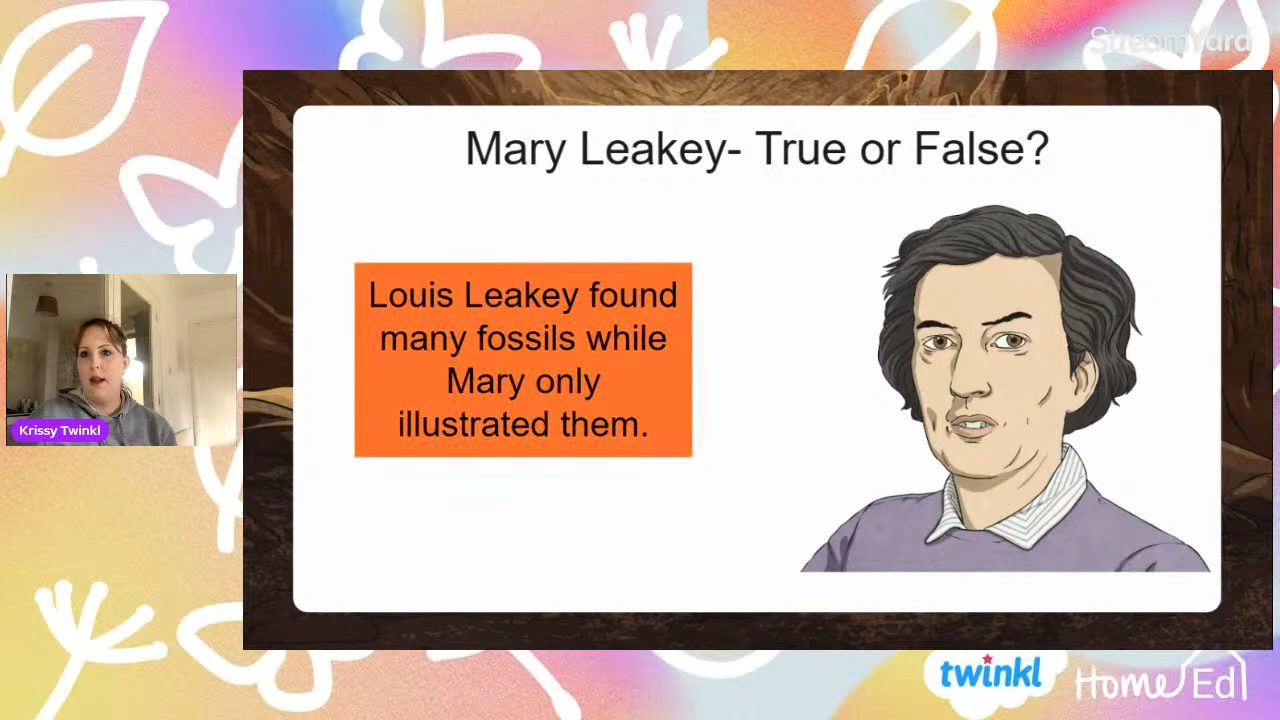 StreamYard
Mary Leakey- True or False?
Louis Leakey found
many fossils while
Mary only
illustrated them.
Krissy Twinkl
twinkl
Home Ed